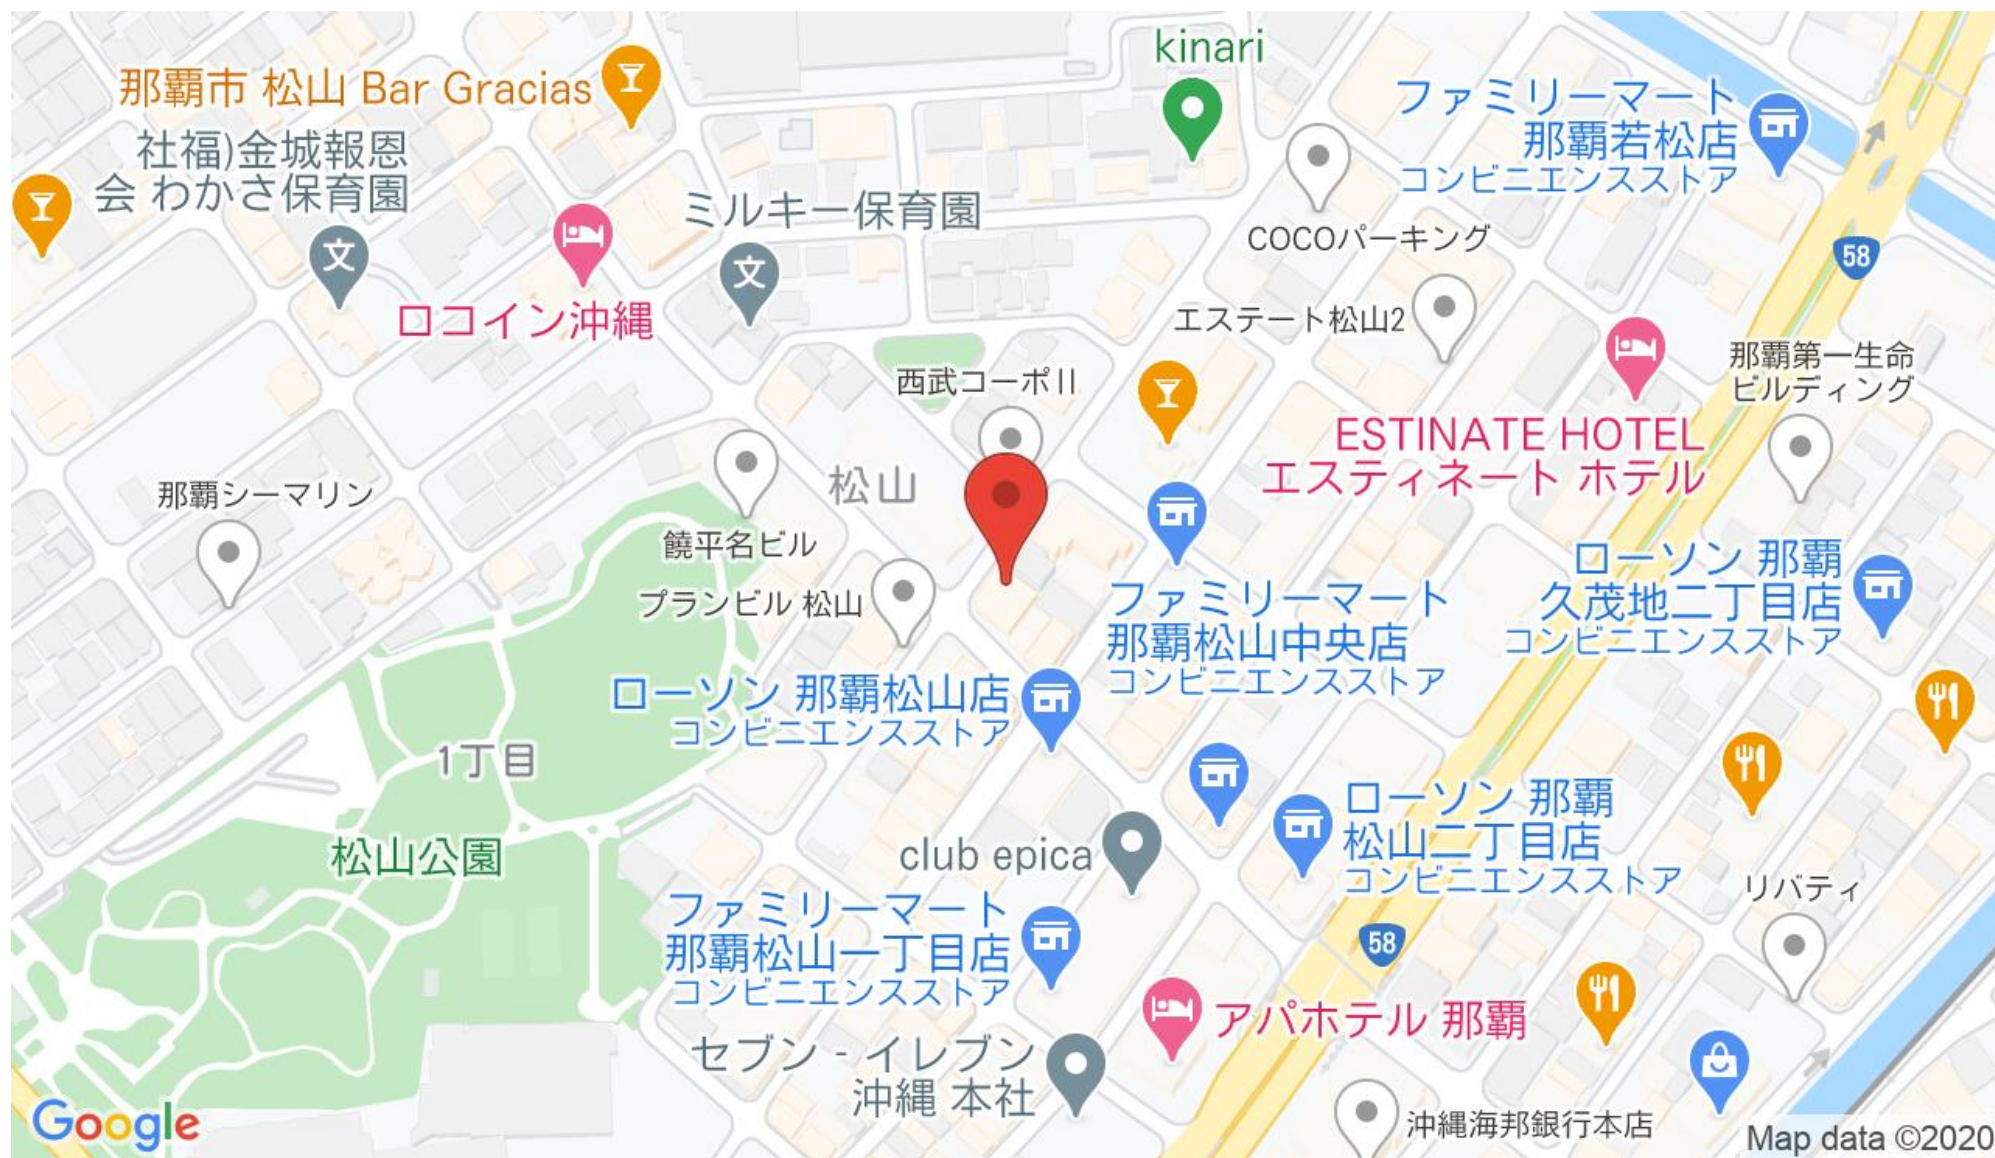 kinari
那覇市 松山 Bar Gracias
ファミリーマート
那覇若松店
コンビニエンスストア
社福)金城報恩
会 わかさ保育園
文
ミルキー保育園
文
COCOパーキング
58
ロコイン沖縄
エステート松山2
西武コーポII
那覇第一生命
ビルディング
ESTINATE HOTEL
エスティネート ホテル
松山
那覇シーマリン
饒平名ビル
プランビル 松山
ファミリーマート
那覇松山中央店
コンビニエンスストア
ローソン 那覇
久茂地二丁目店
コンビニエンスストア
ローソン 那覇松山店
コンビニエンスストア
1丁目
松山公園
club epica
ローソン 那覇
松山二丁目店
コンビニエンスストア
リバティ
ファミリーマート
那覇松山一丁目店
コンビニエンスストア
58
アパホテル 那覇
セブン - イレブン
沖縄 本社
沖縄海邦銀行本店
Google
Map data ©2020